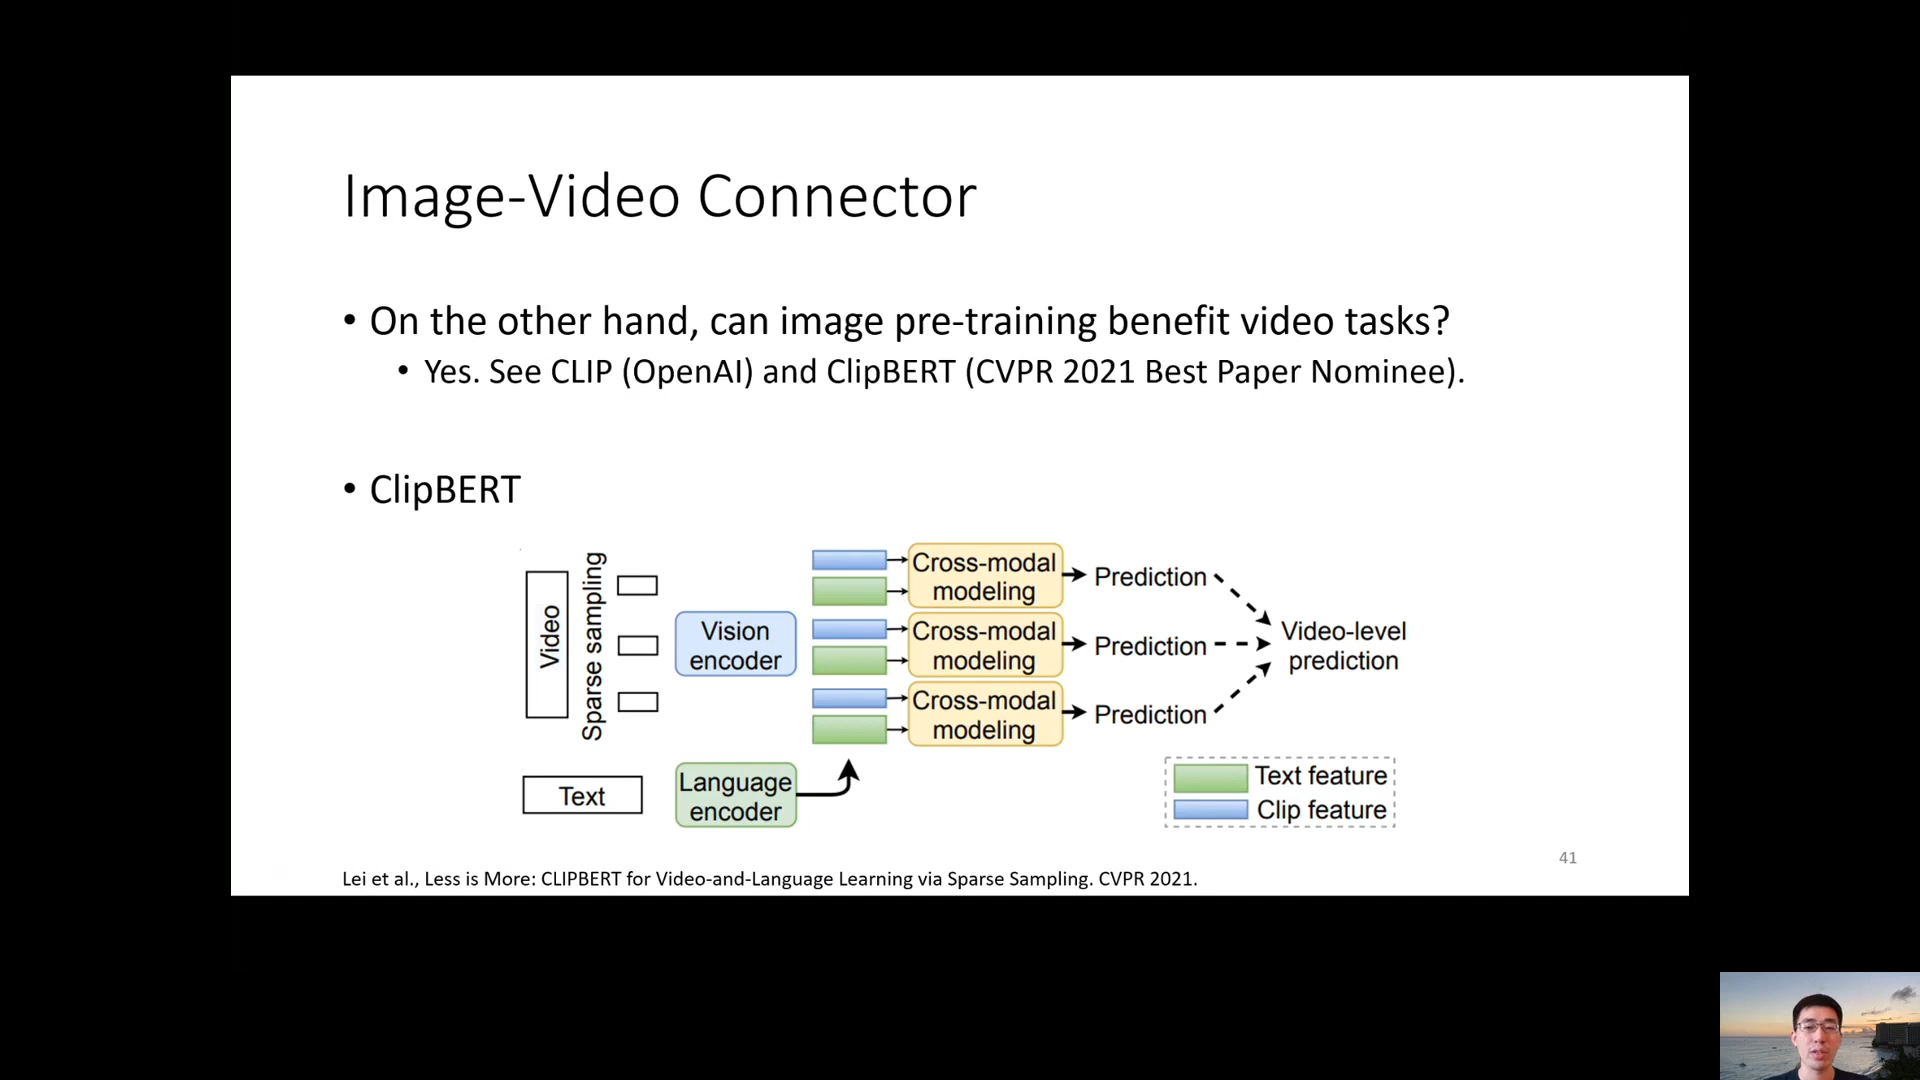 Image-Video Connector
• On the other hand, can image pre-training benefit video tasks?
• Yes. See CLIP (OpenAI) and ClipBERT (CVPR 2021 Best Paper Nominee).
• ClipBERT
Video
Sparse sampling
Vision
encoder
Text
Language
encoder
Cross-modal
modeling
Prediction
Cross-modal
modeling
Prediction
Cross-modal
modeling
Prediction
Video-level
prediction
Text feature
Clip feature
41
Lei et al., Less is More: CLIPBERT for Video-and-Language Learning via Sparse Sampling. CVPR 2021.